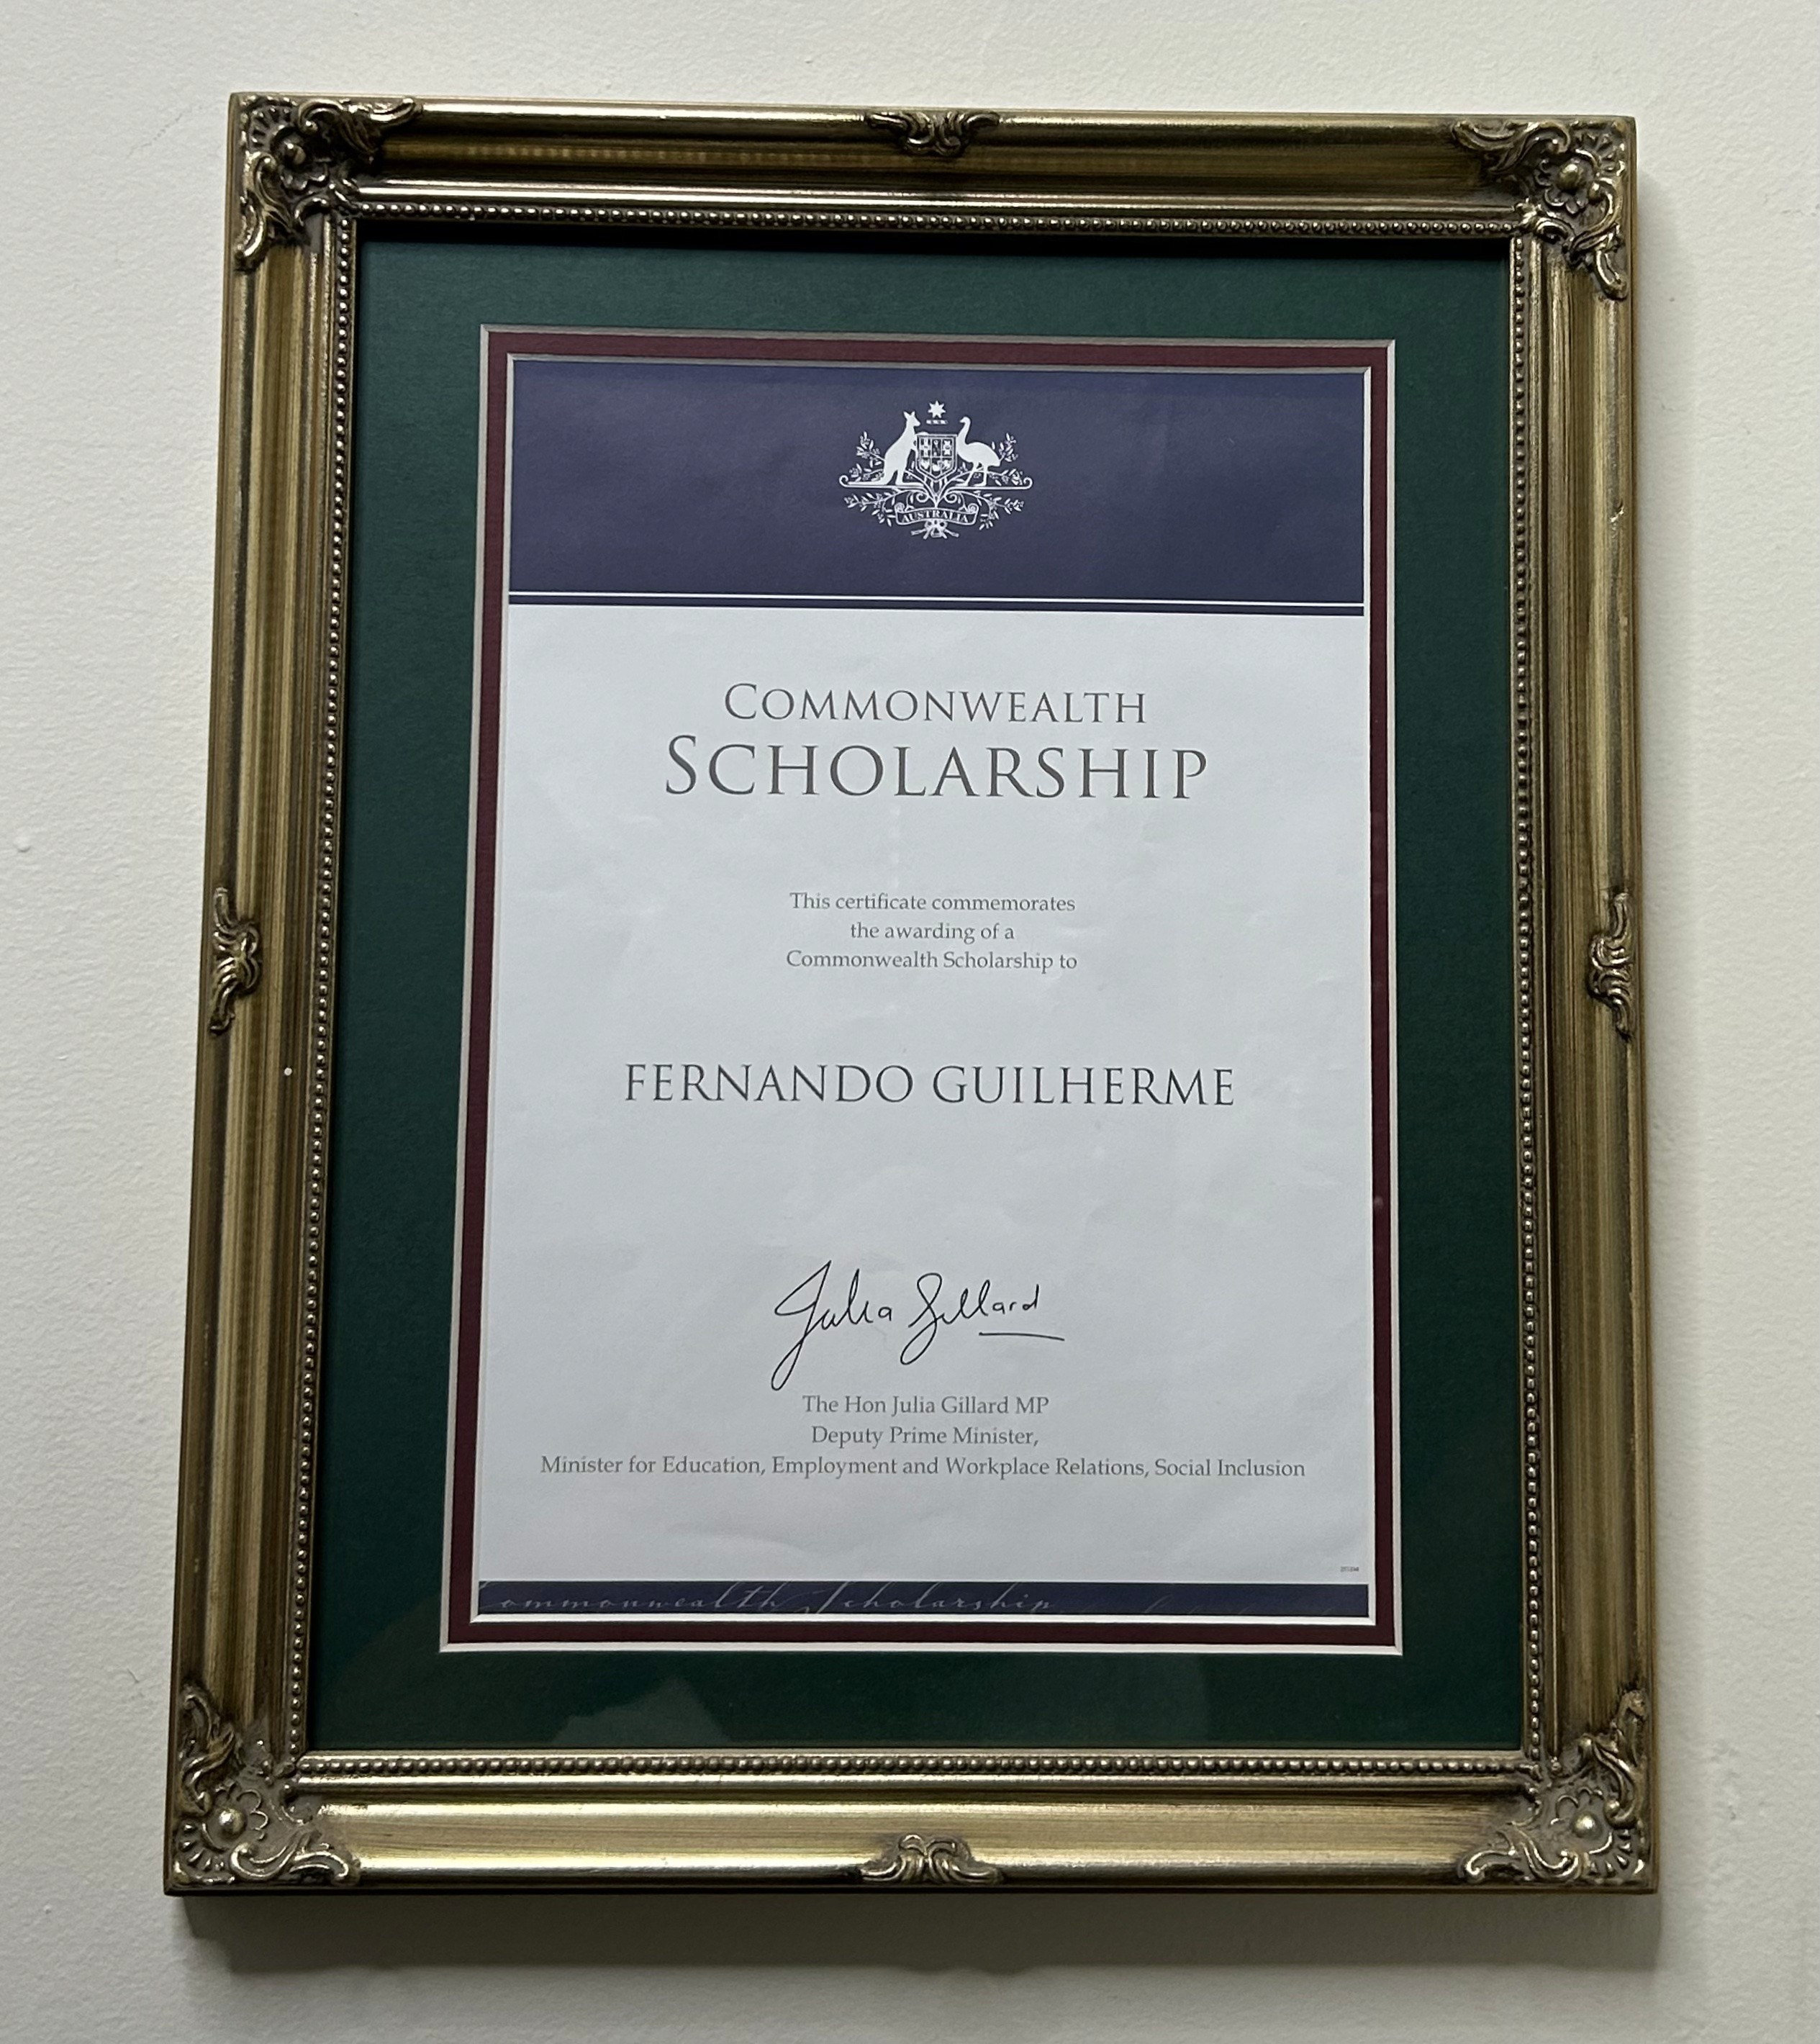 AUSTRALIA
COMMONWEALTH
SCHOLARSHIP
This certificate commemorates
the awarding of a
Commonwealth Scholarship to
FERNANDO GUILHERME
Julia Gillard
The Hon Julia Gillard MP
Deputy Prime Minister,
Minister for Education, Employment and Workplace Relations, Social Inclusion
ommonwealth Scholarship